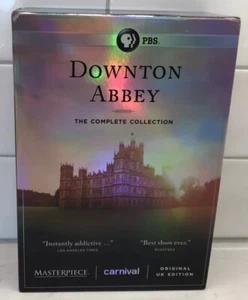 PBS.
DOWNTON
ABBEY
THE COMPLETE COLLECTION
"Instantly addictive ..."
LOS ANGELES TIMES
"Best show ever."
MASTERPIECE.
carnival
ORIGINAL
UK EDITION